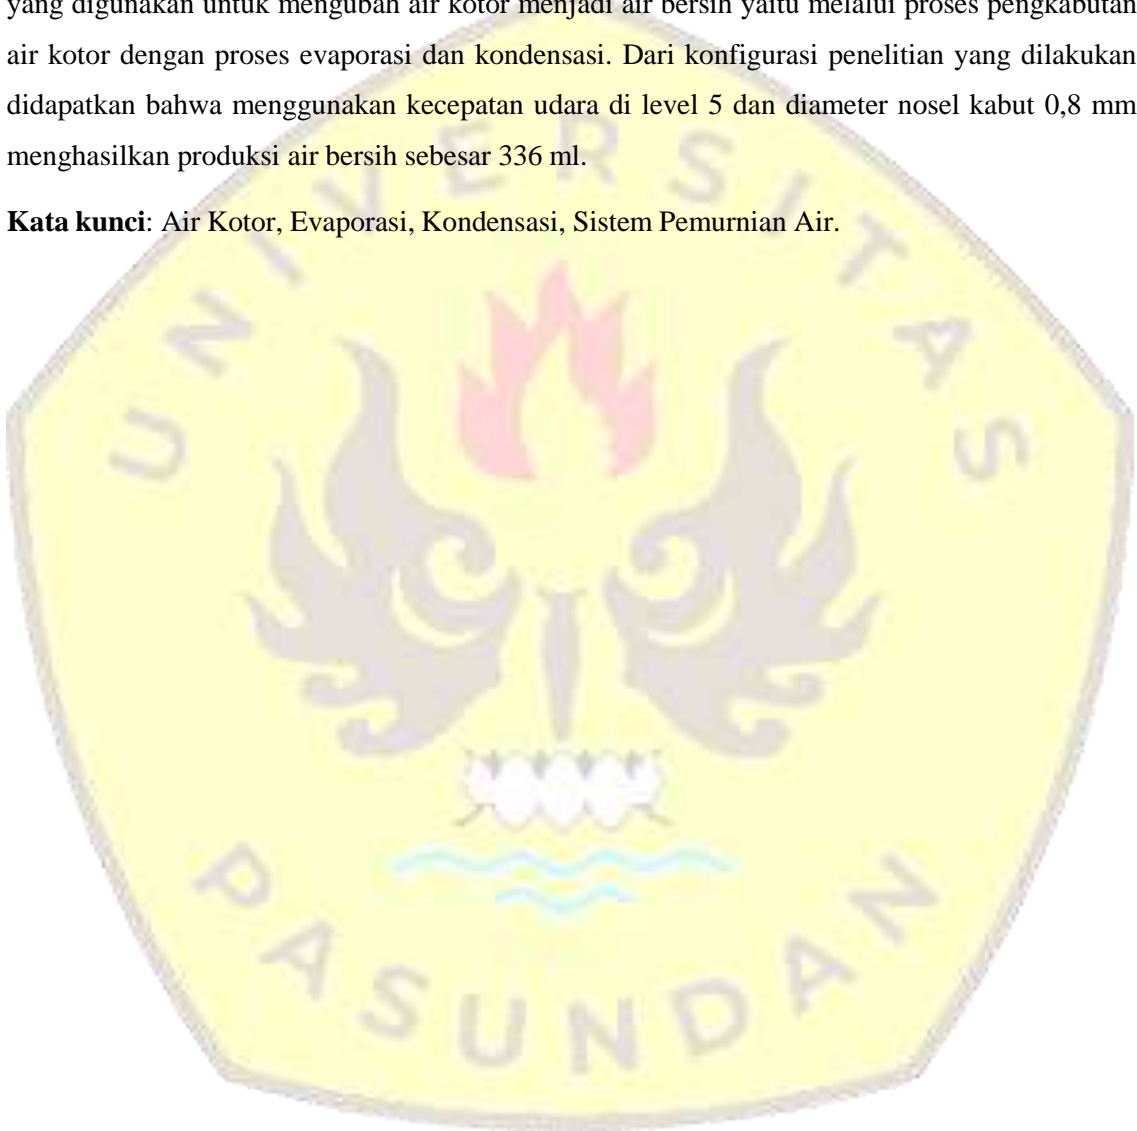 yang digunakan untuk mengubah air kotor menjadi air bersih yaitu melalui proses pengkabutan
air kotor dengan proses evaporasi dan kondensasi. Dari konfigurasi penelitian yang dilakukan
didapatkan bahwa menggunakan kecepatan udara di level 5 dan diameter nosel kabut 0,8 mm
menghasilkan produksi air bersih sebesar 336 ml.
Kata kunci: Air Kotor, Evaporasi, Kondensasi, Sistem Pemurnian Air.
UNIVERSITAS
PASUNDAN